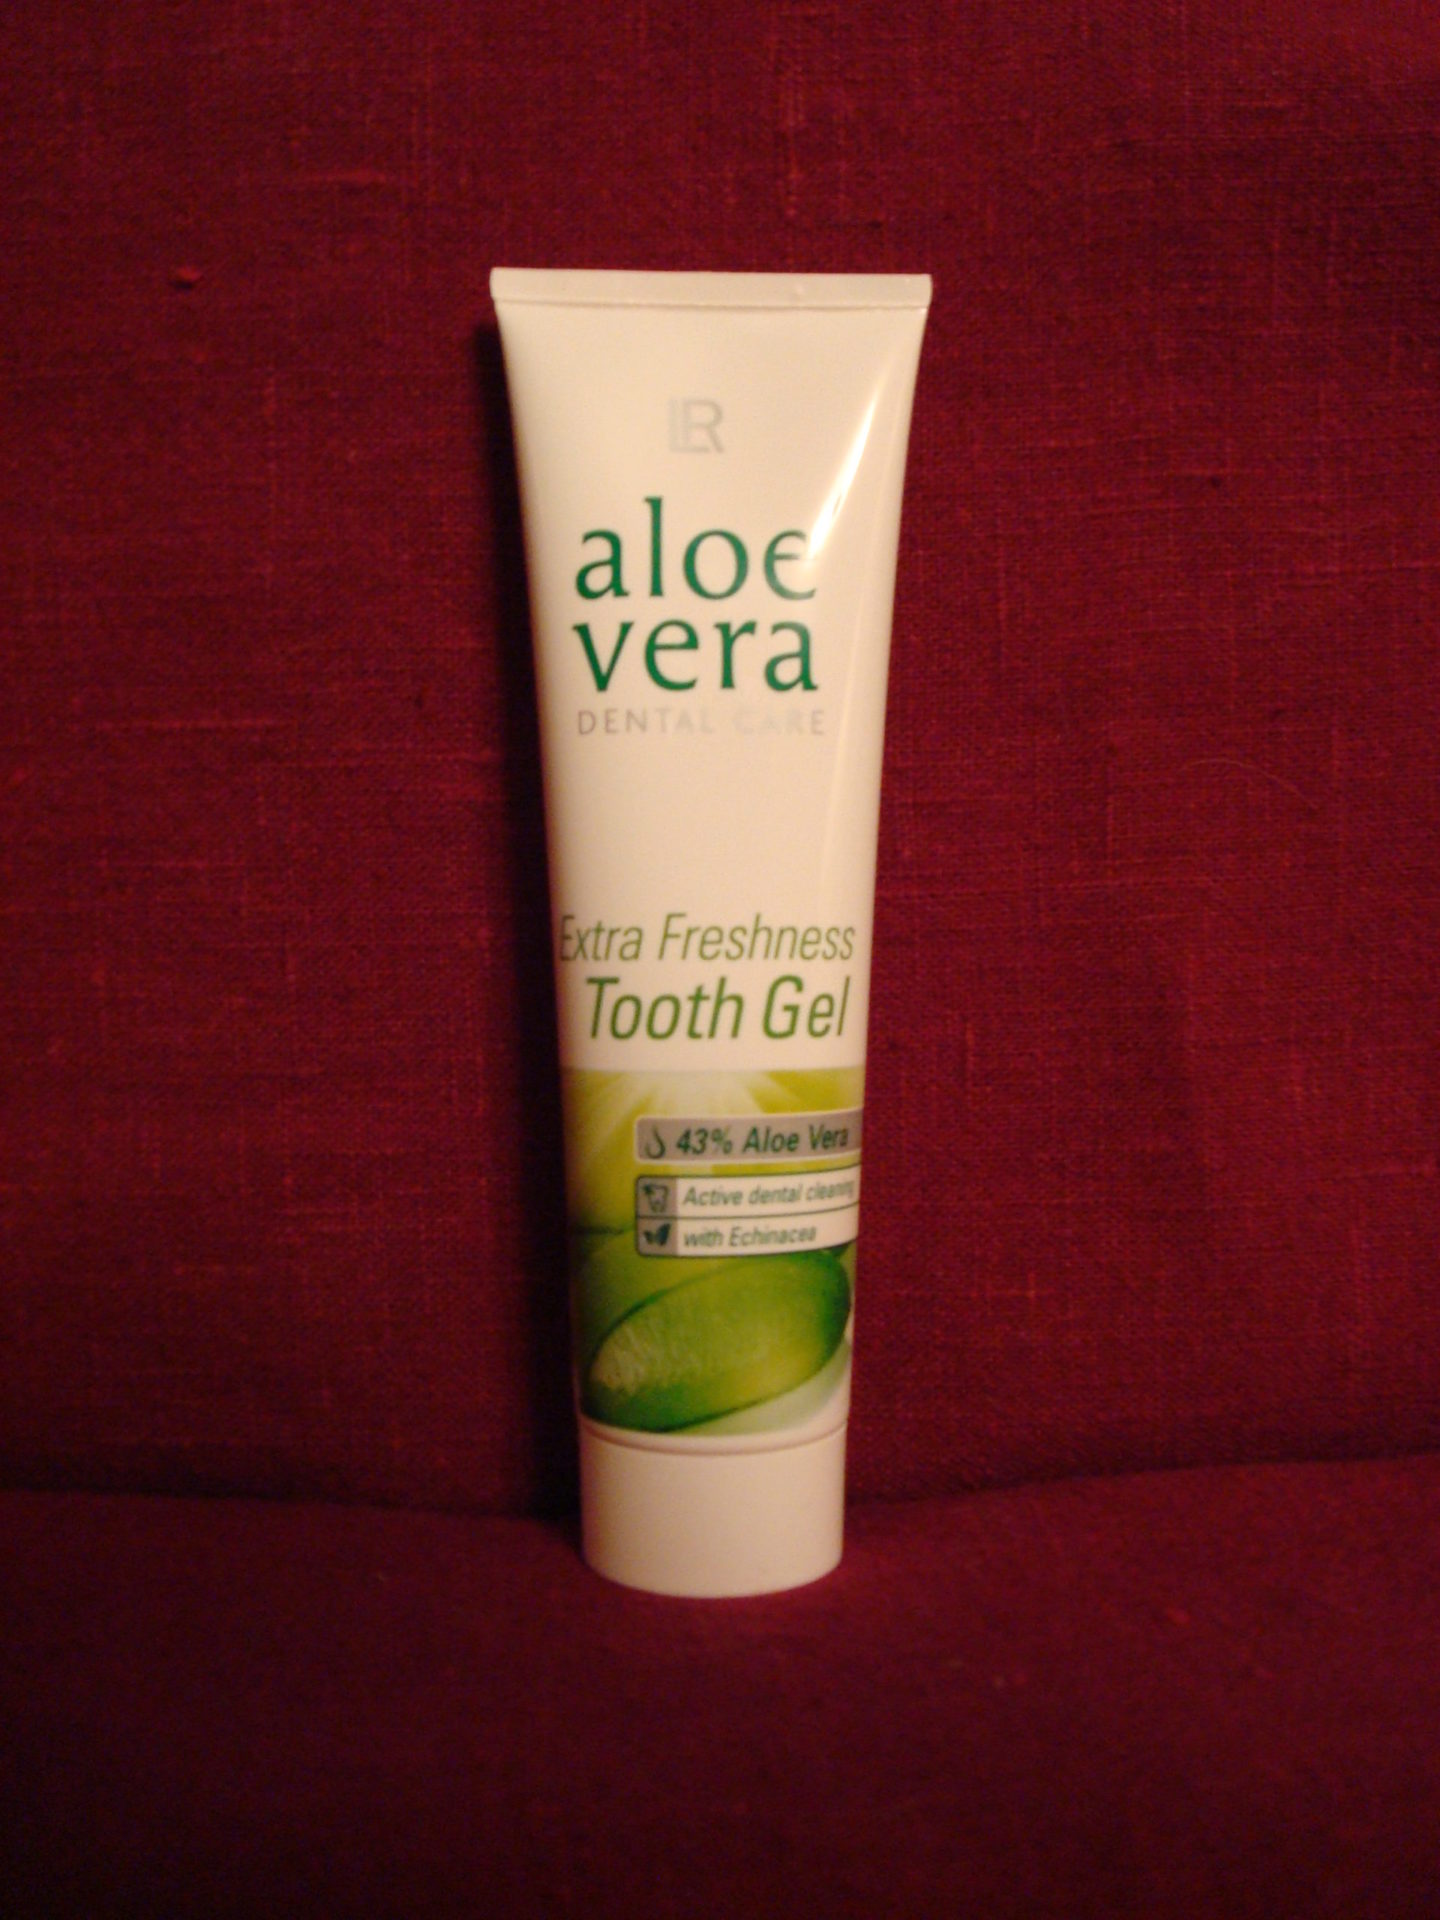 LR
aloe
vera
DENTAL CARE
Extra Freshness
Tooth Gel
43% Aloe Vera
Active dental cleaning
with Echinacea